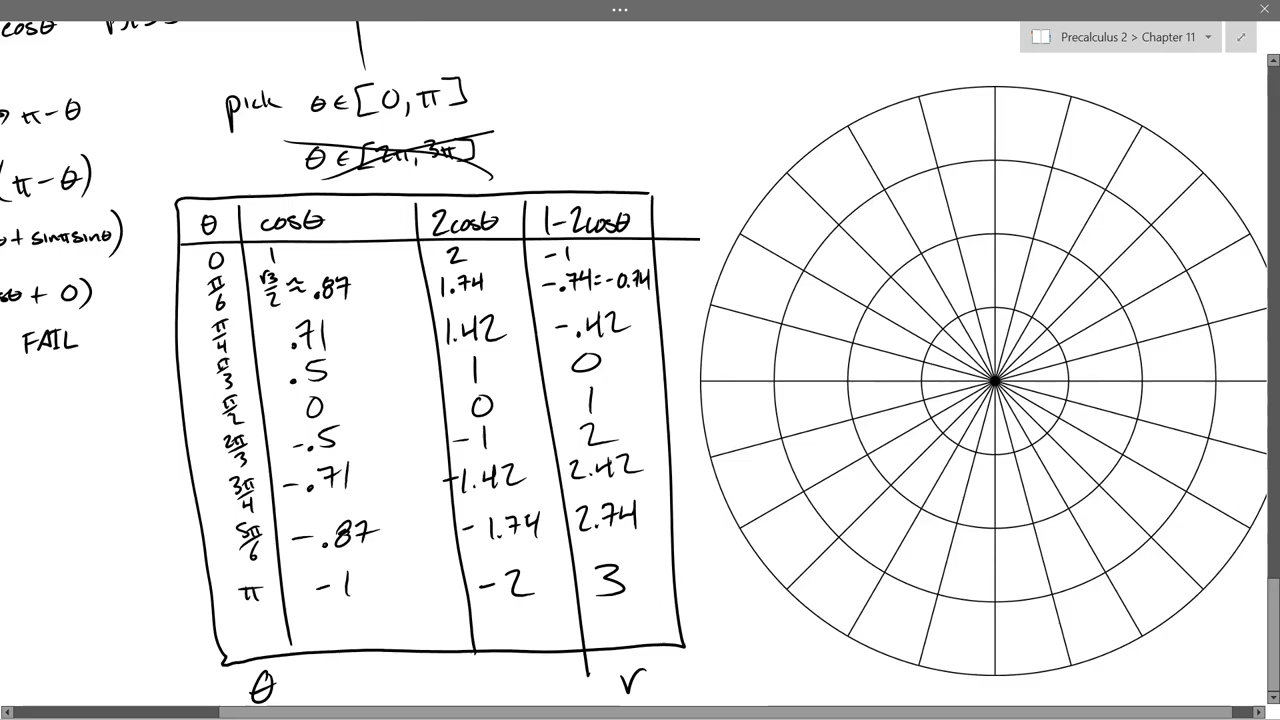 cosθ
Precalculus 2 > Chapter 11
π-θ
pick θ∈[0,π]
θ∈[2π,3π]
(π-θ)
θ cosθ 2cosθ 1-2cosθ
+ sinπsinθ)
0 1 2 -1
π/6 √3/2 ≈ .87 1.74 -.74=-0.74
+ 0)
π/4 .71 1.42 -.42
FAIL
π/3 .5 1 0
π/2 0 0 1
2π/3 -.5 -1 2
3π/4 -.71 -1.42 2.42
5π/6 -.87 -1.74 2.74
π -1 -2 3
θ r